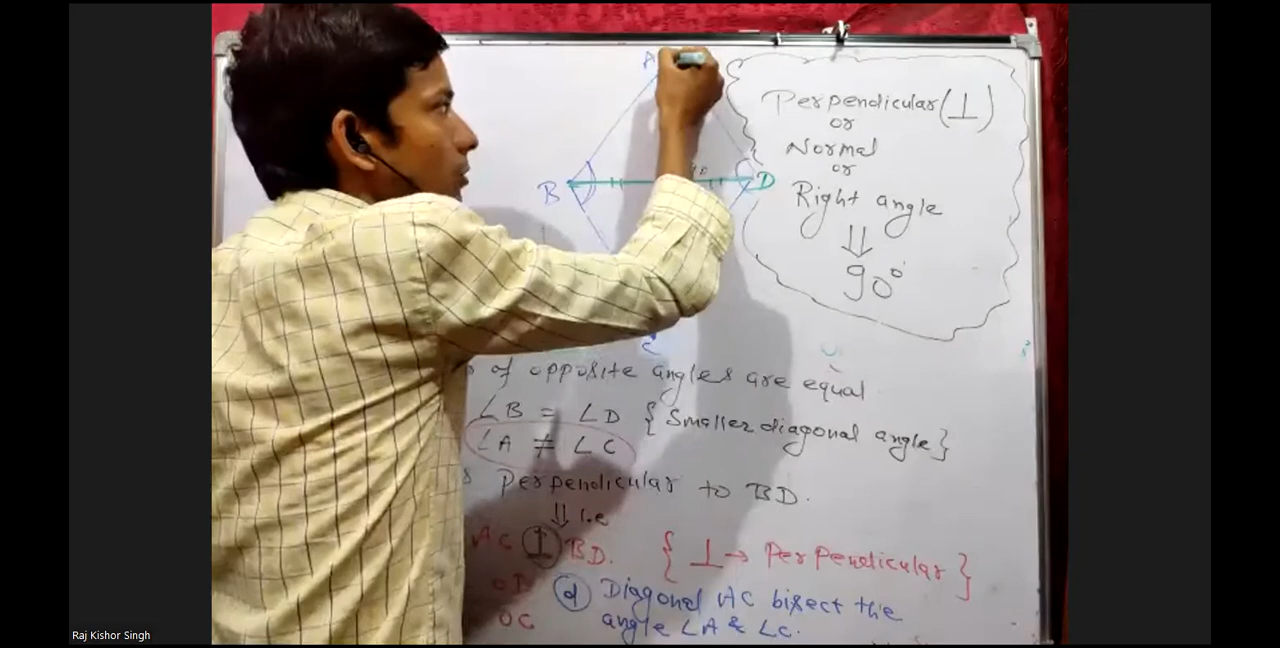 A
B
D
C
Perpendicular (⊥)
or
Normal
or
Right angle
⇓
90°
of opposite angles are equal
∠B = ∠D {Smaller diagonal angle}
∠A ≠ ∠C
Perpendicular to BD.
⇓ i.e
AC ⊥ BD. {⊥→ Perpendicular}
d Diagonal AC bisect the
angle ∠A & ∠C.
OC
Raj Kishor Singh